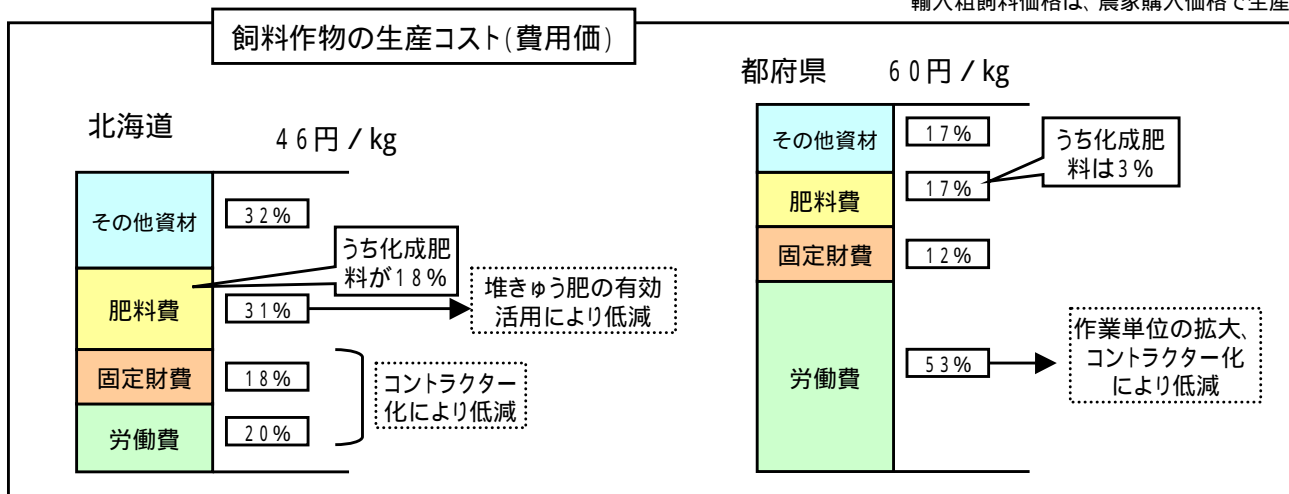 輸入粗飼料価格は、農家購入価格で生産
飼料作物の生産コスト(費用価)
北海道
46円/kg
その他資材
32%
うち化成肥
料が18%
肥料費
31%
堆きゅう肥の有効
活用により低減
固定財費
18%
労働費
20%
コントラクター
化により低減
都府県
60円/kg
その他資材
17%
うち化成肥
料は3%
肥料費
17%
固定財費
12%
労働費
53%
作業単位の拡大、
コントラクター化
により低減